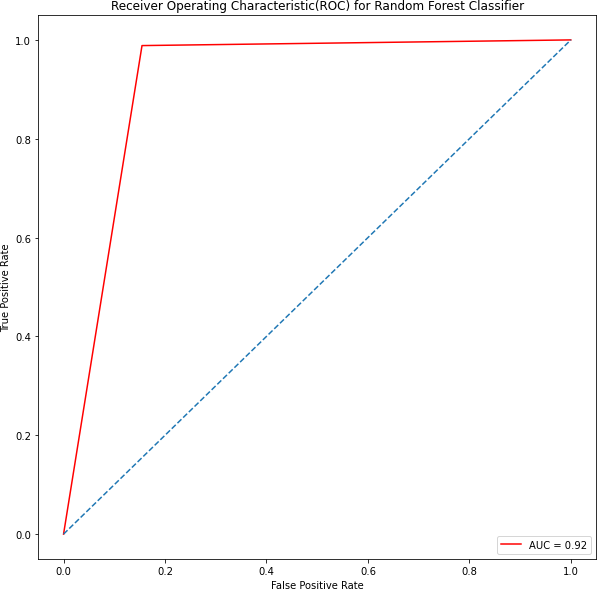 Receiver Operating Characteristic(ROC) for Random Forest Classifier
1.0
0.8
0.6
0.4
0.2
0.0
True Positive Rate
0.0 0.2 0.4 0.6 0.8 1.0
False Positive Rate
AUC = 0.92